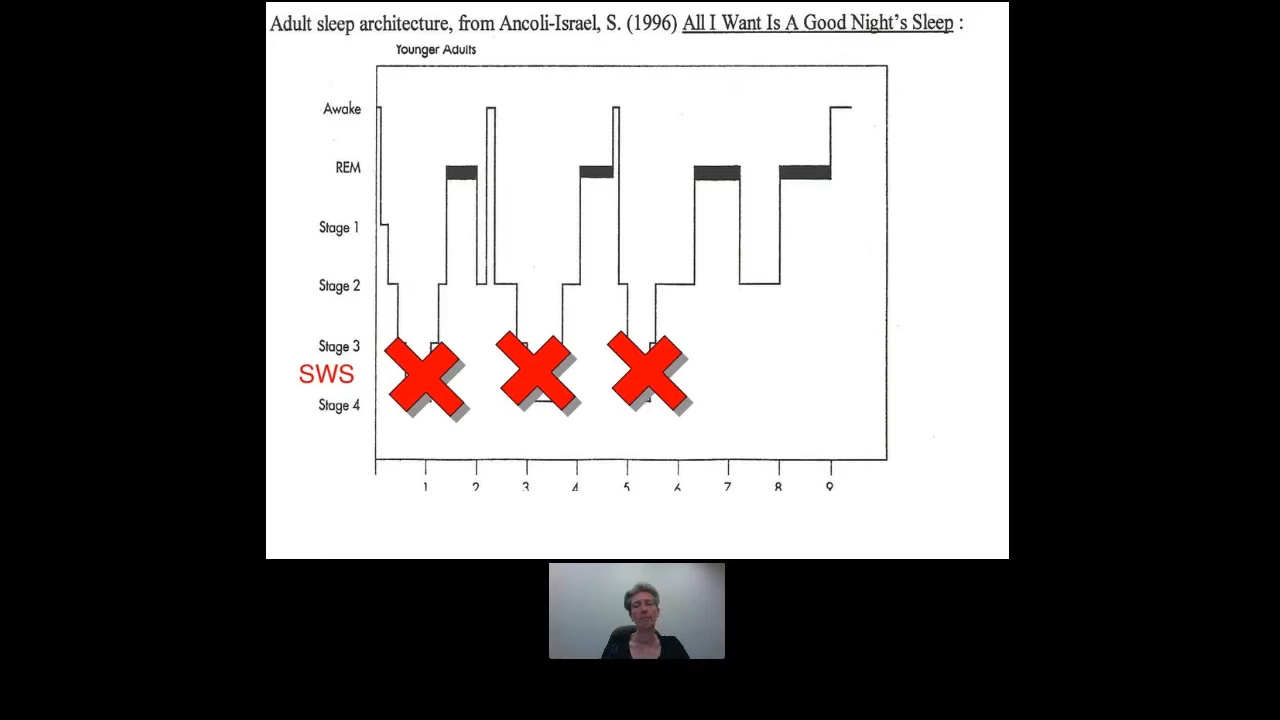 Adult sleep architecture, from Ancoli-Israel, S. (1996) All I Want Is A Good Night's Sleep :
Younger Adults
Awake
REM
Stage 1
Stage 2
Stage 3
SWS
Stage 4
1 2 3 4 5 6 7 8 9